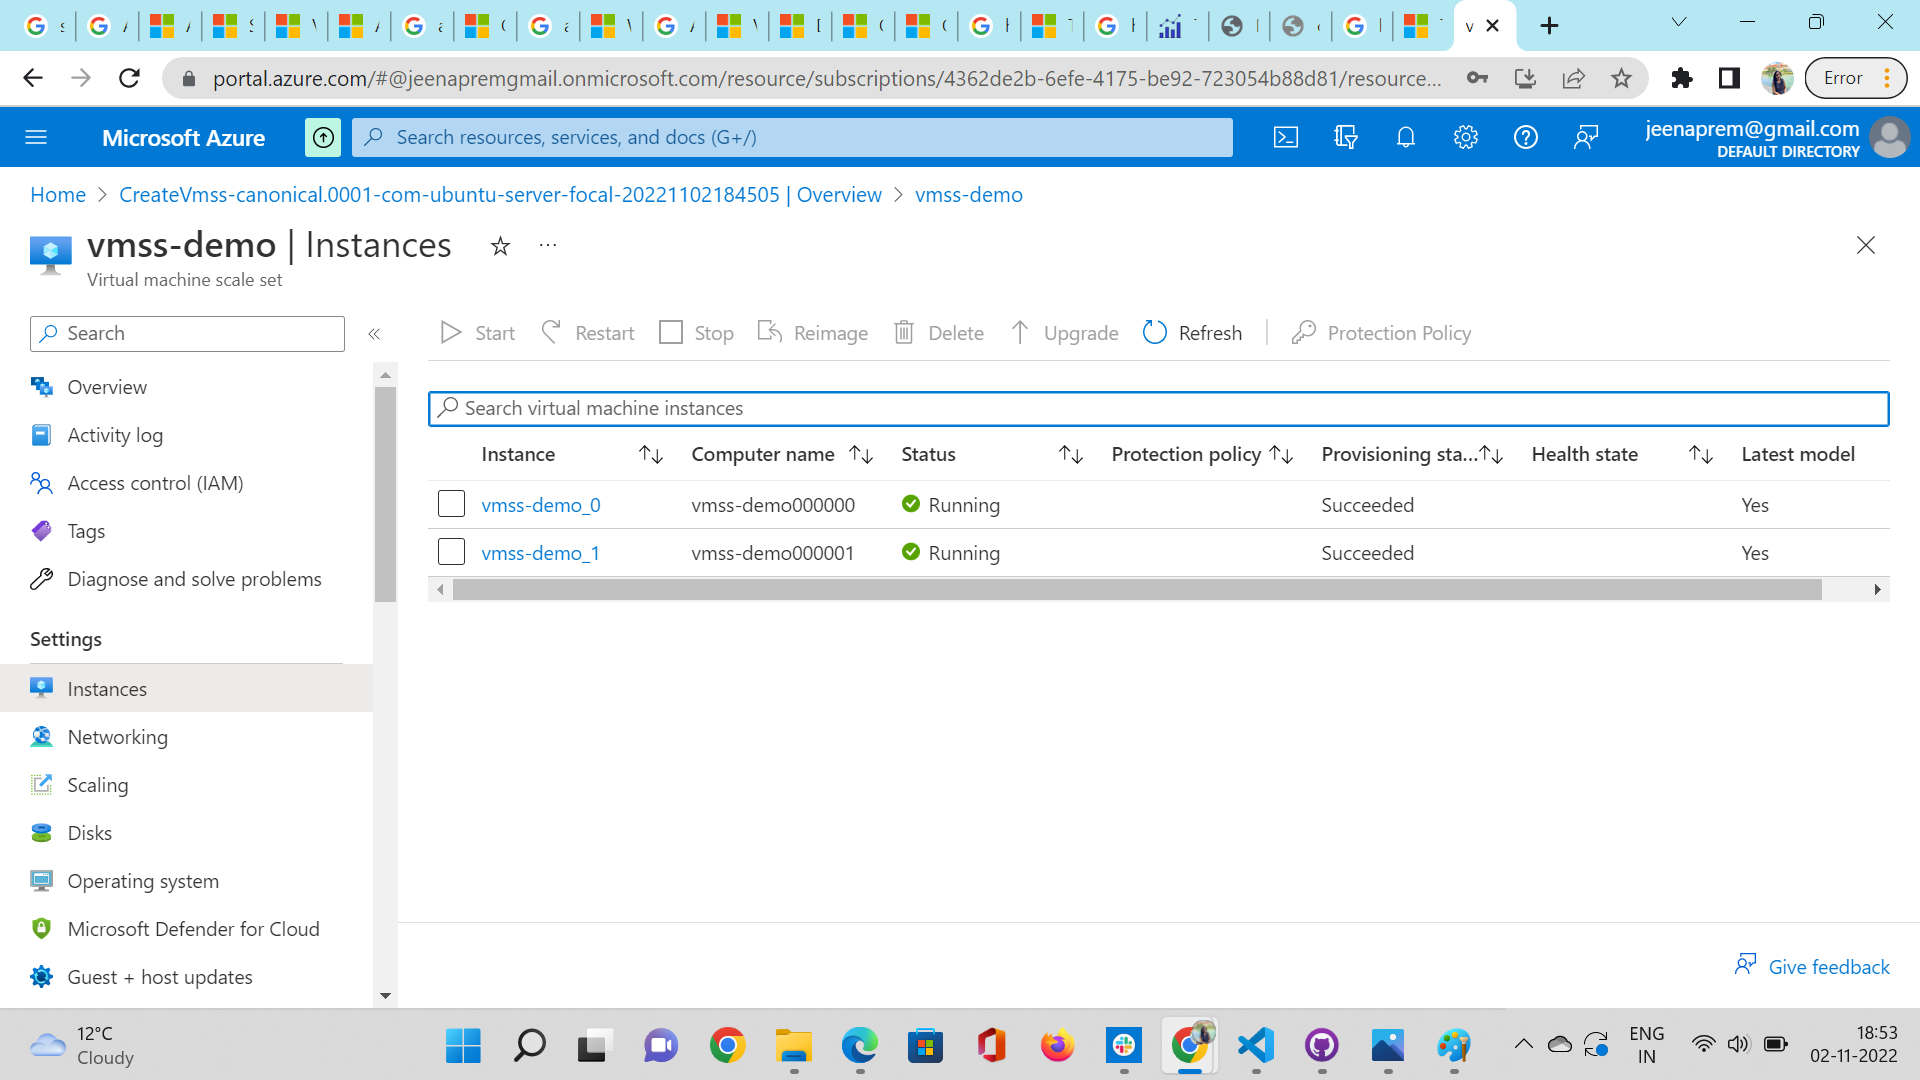 portal.azure.com/#@jeenapremgmail.onmicrosoft.com/resource/subscriptions/4362de2b-6efe-4175-be92-723054b88d81/resource...
Error
Microsoft Azure
Search resources, services, and docs (G+/)
jeenaprem@gmail.com
DEFAULT DIRECTORY
Home > CreateVmss-canonical.0001-com-ubuntu-server-focal-20221102184505 | Overview > vmss-demo
vmss-demo | Instances
Virtual machine scale set
Search
Start Restart Stop Reimage Delete Upgrade Refresh Protection Policy
Overview
Activity log
Access control (IAM)
Tags
Diagnose and solve problems
Settings
Instances
Networking
Scaling
Disks
Operating system
Microsoft Defender for Cloud
Guest + host updates
Search virtual machine instances
Instance Computer name Status Protection policy Provisioning sta... Health state Latest model
vmss-demo_0 vmss-demo000000 Running Succeeded Yes
vmss-demo_1 vmss-demo000001 Running Succeeded Yes
Give feedback
12°C
Cloudy
ENG
IN
18:53
02-11-2022